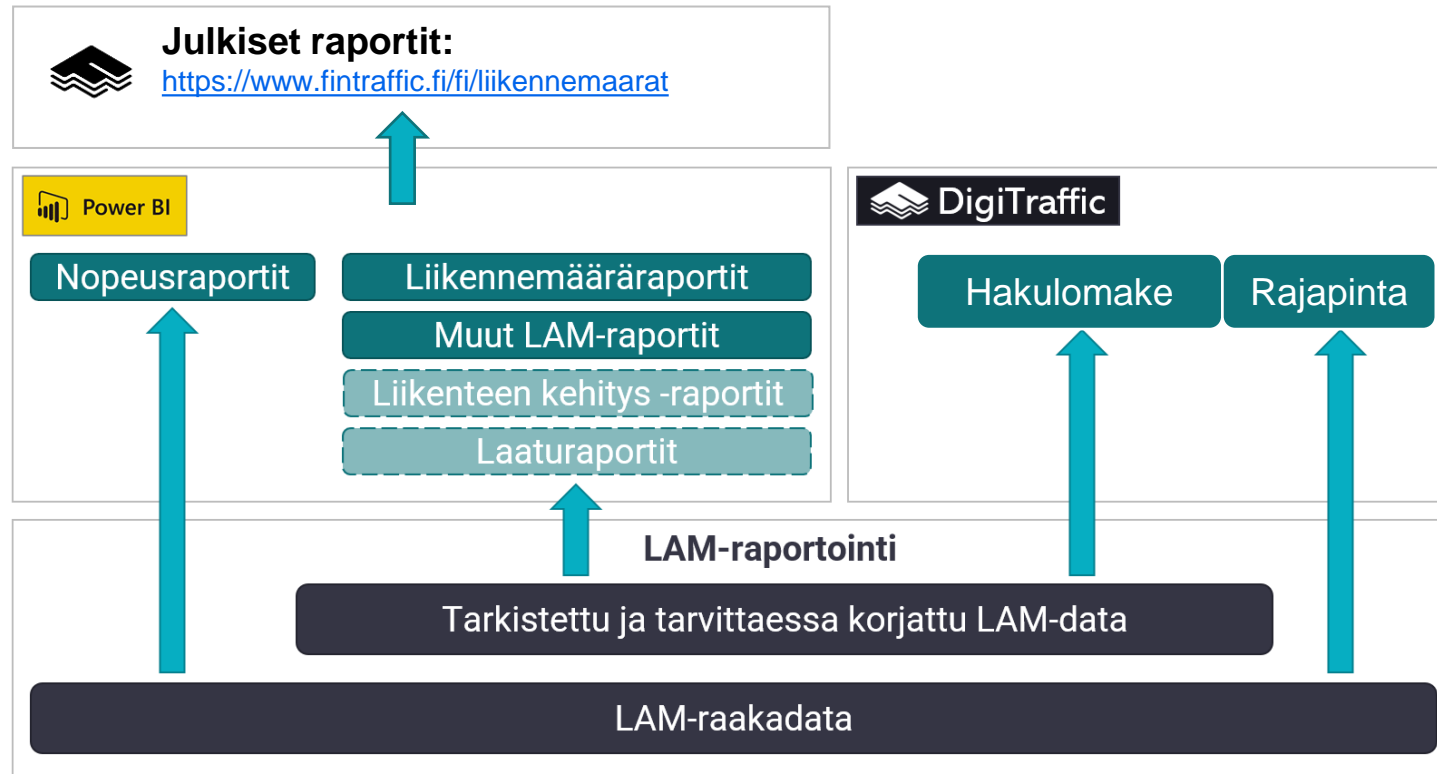 Julkiset raportit:
https://www.fintraffic.fi/fi/liikennemaarat
Power BI
Nopeusraportit
Liikennemääräraportit
Muut LAM-raportit
Liikenteen kehitys -raportit
Laaturaportit
DigiTraffic
Hakulomake
Rajapinta
LAM-raportointi
Tarkistettu ja tarvittaessa korjattu LAM-data
LAM-raakadata